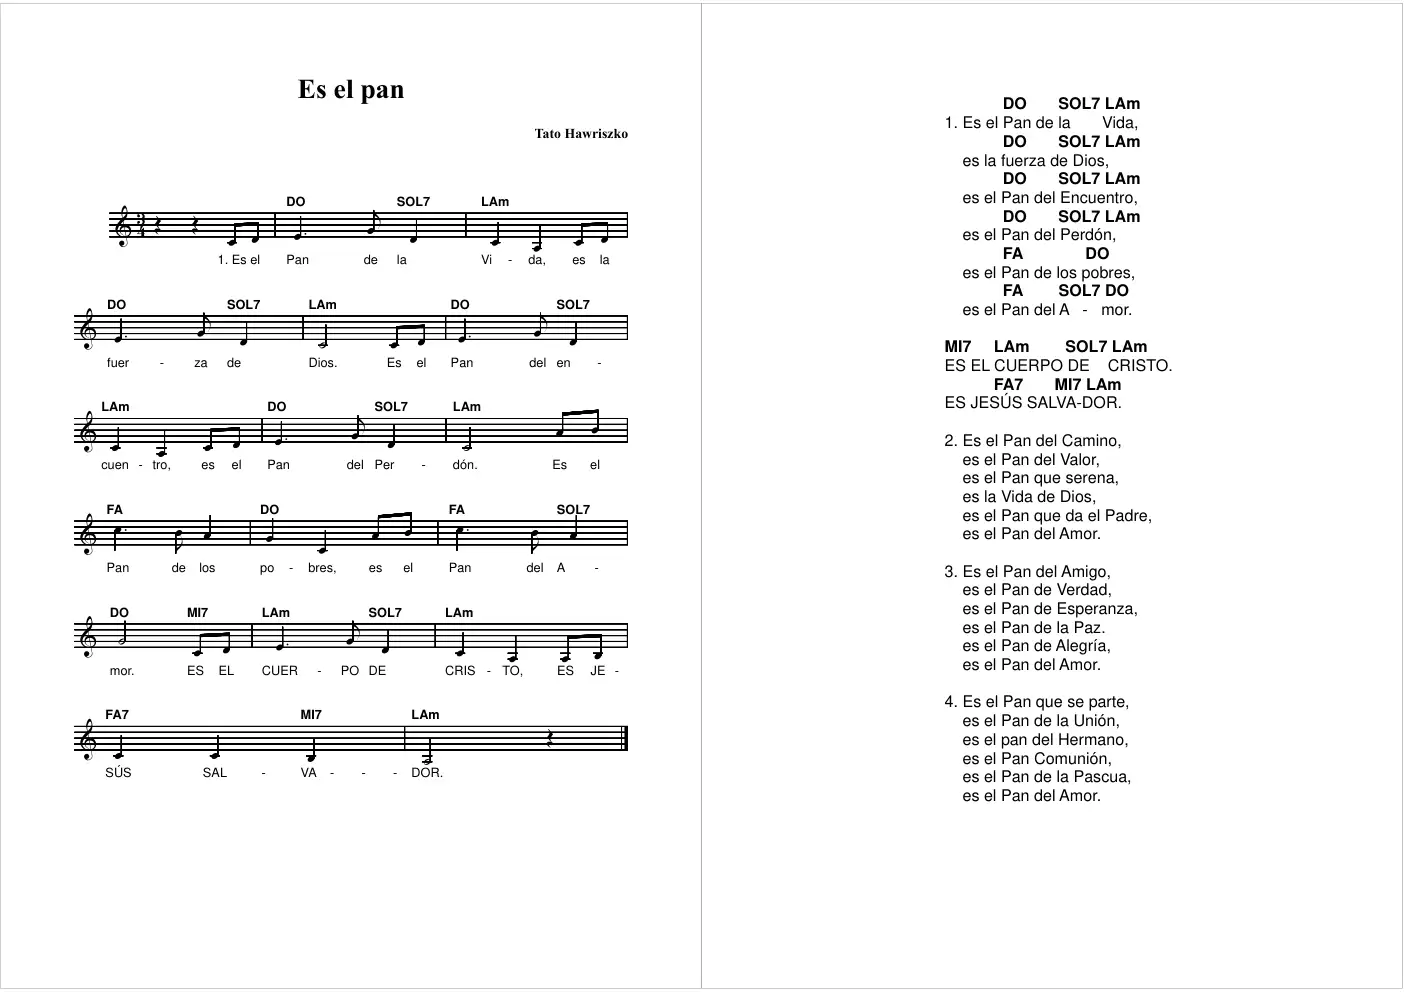 Es el pan
Tato Hawriszko
DO SOL7 LAm
3
4
1. Es el Pan de la Vi - da, es la
DO SOL7 LAm DO SOL7
fuer - za de Dios. Es el Pan del en -
LAm DO SOL7 LAm
cuen - tro, es el Pan del Per - dón. Es el
FA DO FA SOL7
Pan de los po - bres, es el Pan del A -
DO MI7 LAm SOL7 LAm
mor. ES EL CUER - PO DE CRIS - TO, ES JE -
FA7 MI7 LAm
SÚS SAL - VA - - - DOR.
DO SOL7 LAm
1. Es el Pan de la Vida,
DO SOL7 LAm
es la fuerza de Dios,
DO SOL7 LAm
es el Pan del Encuentro,
DO SOL7 LAm
es el Pan del Perdón,
FA DO
es el Pan de los pobres,
FA SOL7 DO
es el Pan del A - mor.
MI7 LAm SOL7 LAm
ES EL CUERPO DE CRISTO.
FA7 MI7 LAm
ES JESÚS SALVA-DOR.
2. Es el Pan del Camino,
es el Pan del Valor,
es el Pan que serena,
es la Vida de Dios,
es el Pan que da el Padre,
es el Pan del Amor.
3. Es el Pan del Amigo,
es el Pan de Verdad,
es el Pan de Esperanza,
es el Pan de la Paz.
es el Pan de Alegría,
es el Pan del Amor.
4. Es el Pan que se parte,
es el Pan de la Unión,
es el pan del Hermano,
es el Pan Comunión,
es el Pan de la Pascua,
es el Pan del Amor.